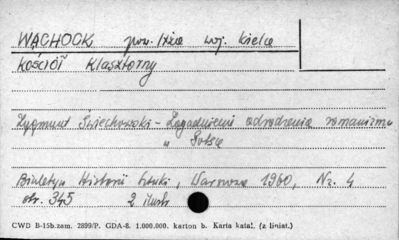 WĄCHOCK pow. Iłża woj. Kielce
Kościół Klasztorny
Zygmunt Świechowski - Zagadnienie odrodzenia romanizmu
w Polsce
Biuletyn Historii Sztuki, Warszawa 1960, Nr. 4
str. 345 2 ilustr
CWD B-15b.zam. 2899/P. GDA-8. 1.000.000. karton b. Karta katal. (z liniat.)